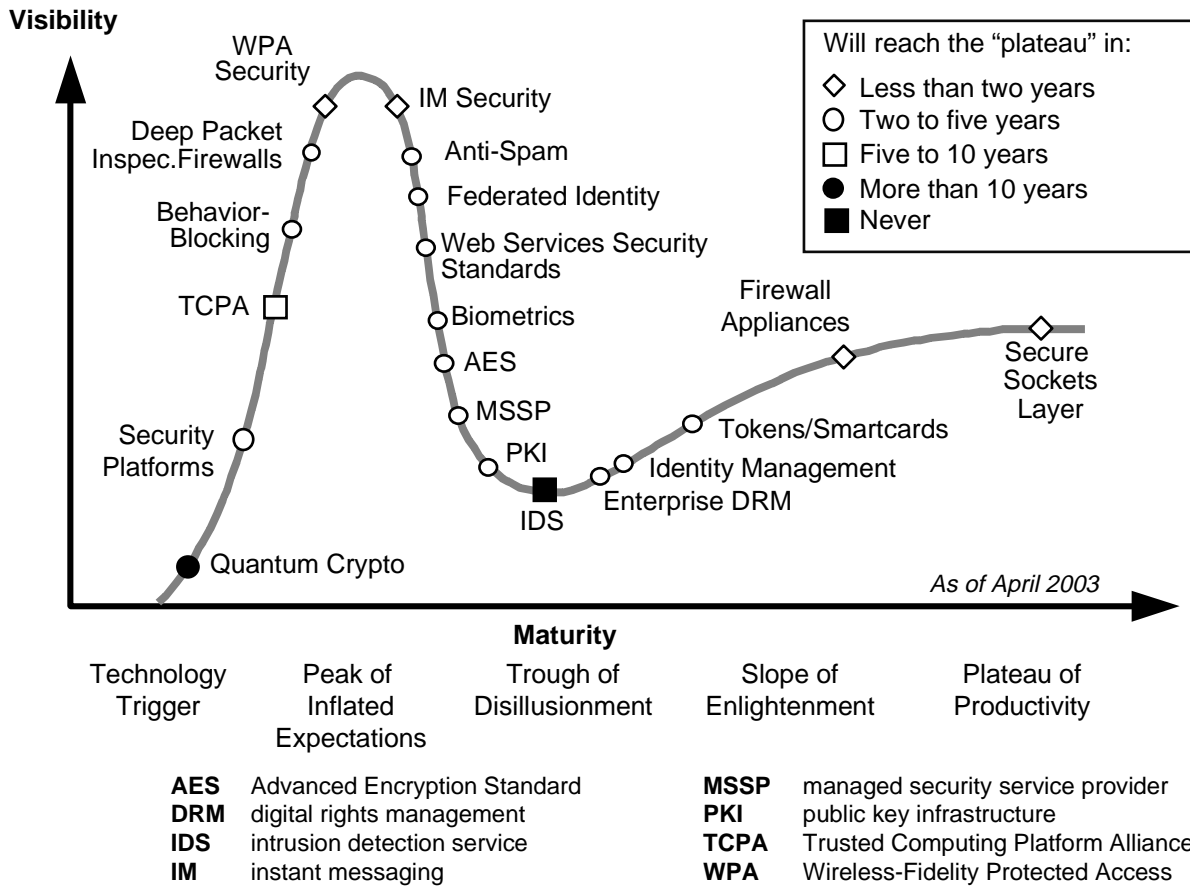 Visibility
WPA
Security
Deep Packet
Inspec.Firewalls
Behavior-
Blocking
TCPA
Security
Platforms
Quantum Crypto
IM Security
Anti-Spam
Federated Identity
Web Services Security
Standards
Biometrics
AES
MSSP
PKI
IDS
Enterprise DRM
Identity Management
Tokens/Smartcards
Firewall
Appliances
Secure
Sockets
Layer
Will reach the “plateau” in:
Less than two years
Two to five years
Five to 10 years
More than 10 years
Never
As of April 2003
Maturity
Technology
Trigger
Peak of
Inflated
Expectations
Trough of
Disillusionment
Slope of
Enlightenment
Plateau of
Productivity
AES Advanced Encryption Standard
DRM digital rights management
IDS intrusion detection service
IM instant messaging
MSSP managed security service provider
PKI public key infrastructure
TCPA Trusted Computing Platform Alliance
WPA Wireless-Fidelity Protected Access